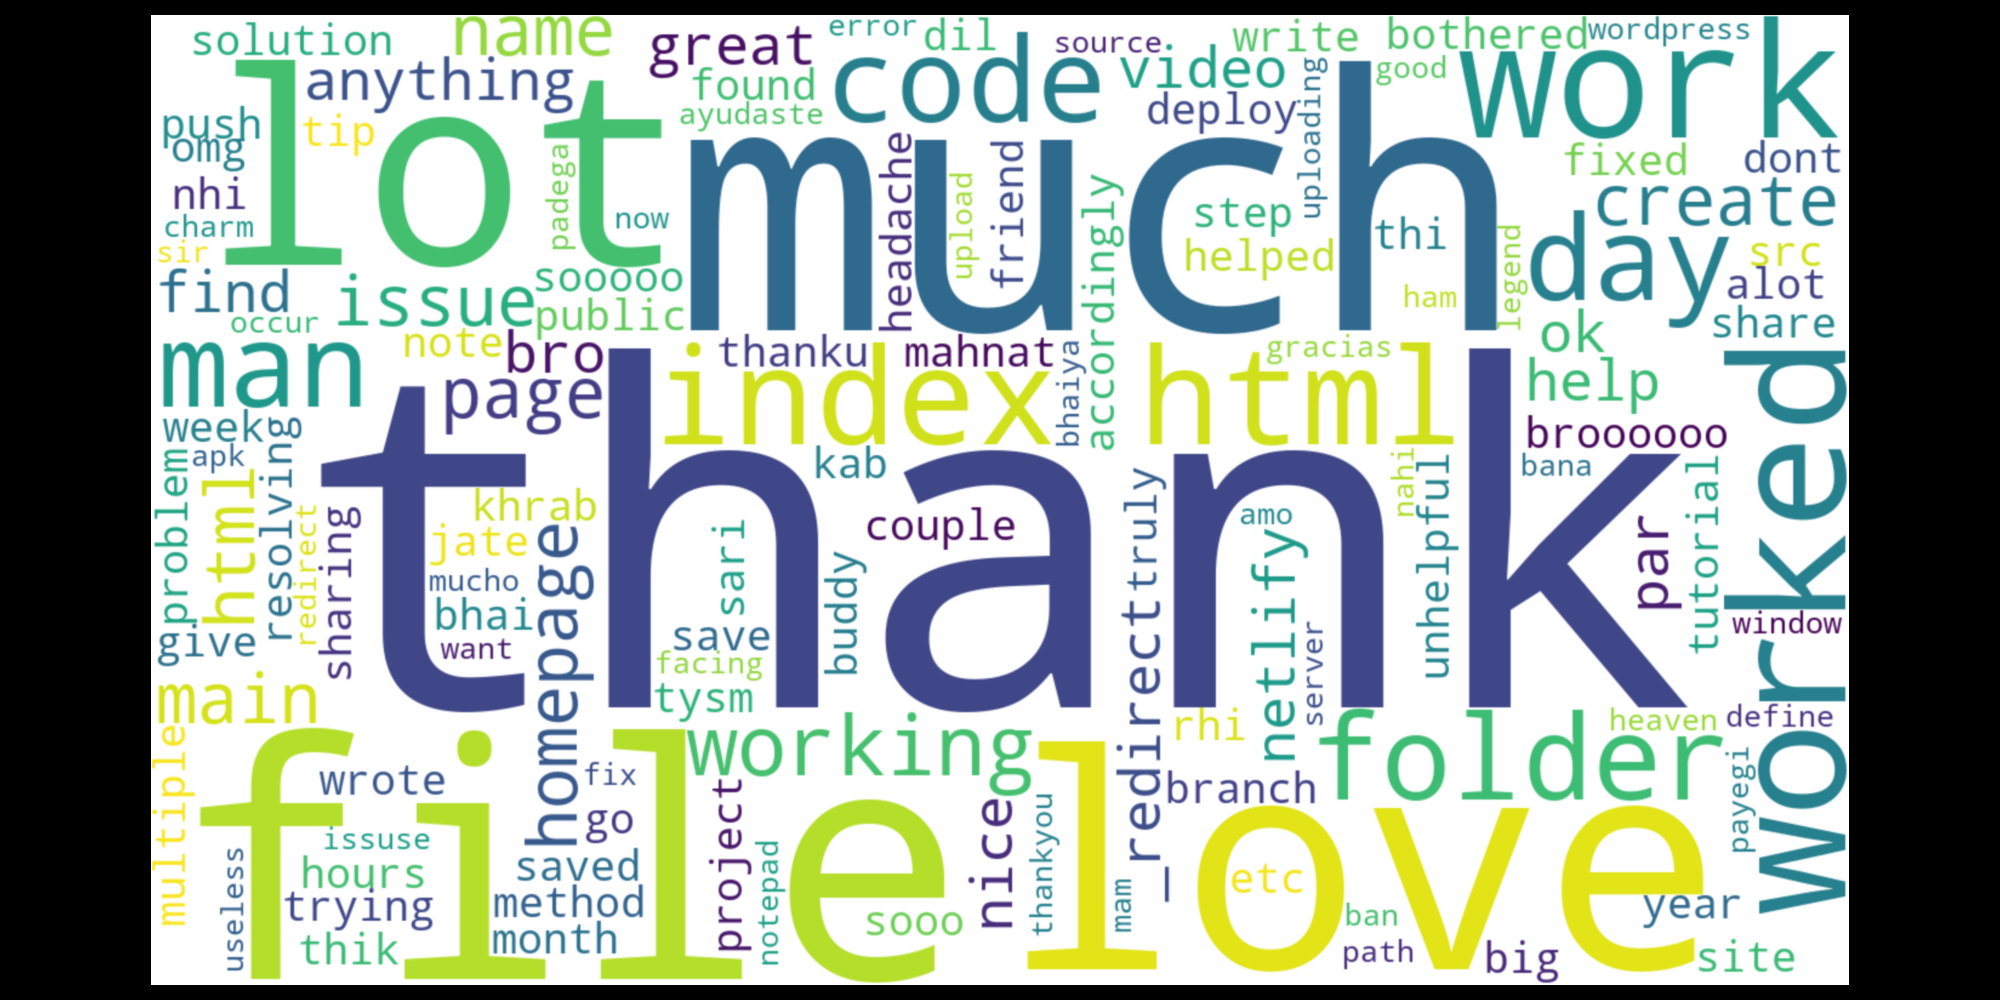 solution
name
great
error
dil
source
write
bothered
wordpress
anything
found
code
video
good
work
lot
ayudaste
deploy
uploading
push
tip
omg
much
fixed
dont
nhi
padega
now
headache
upload
friend
accordingly
step
thi
create
charm
sir
helped
legend
day
src
find
issue
sooooo
ham
alot
occur
public
ok
share
man
note
bro
thanku
mahnat
gracias
page
index html
bhaiya
help
worked
week
broooooo
apk
thank
kab
nahi
bana
problem
html
resolving
redirect
sharing
khrab
couple
truly
amo
unhelpful
par
tutorial
jate
homepage
sari
buddy
netlify
mucho
bhai
save
window
give
want
facing
server
main
tysm
_redirect
rhi
folder
heaven
define
multiple
file
working
love
wrote
fix
branch
payegi
go
project
nice
thankyou
issuse
notepad
useless
hours
saved
etc
trying
method
mam
year
sooo
ban
thik
month
path
big
site